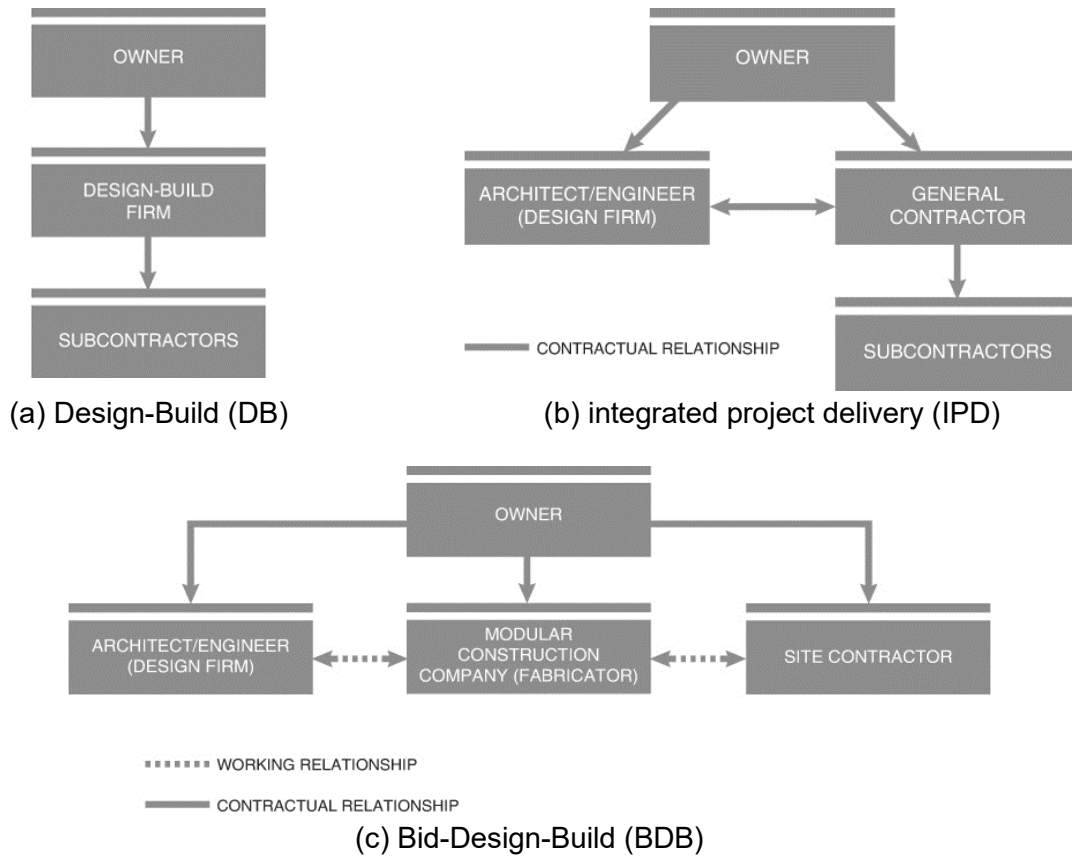 OWNER
DESIGN-BUILD
FIRM
SUBCONTRACTORS
(a) Design-Build (DB)
OWNER
ARCHITECT/ENGINEER
(DESIGN FIRM)
GENERAL
CONTRACTOR
CONTRACTUAL RELATIONSHIP
SUBCONTRACTORS
(b) integrated project delivery (IPD)
OWNER
ARCHITECT/ENGINEER
(DESIGN FIRM)
MODULAR
CONSTRUCTION
COMPANY (FABRICATOR)
SITE CONTRACTOR
WORKING RELATIONSHIP
CONTRACTUAL RELATIONSHIP
(c) Bid-Design-Build (BDB)